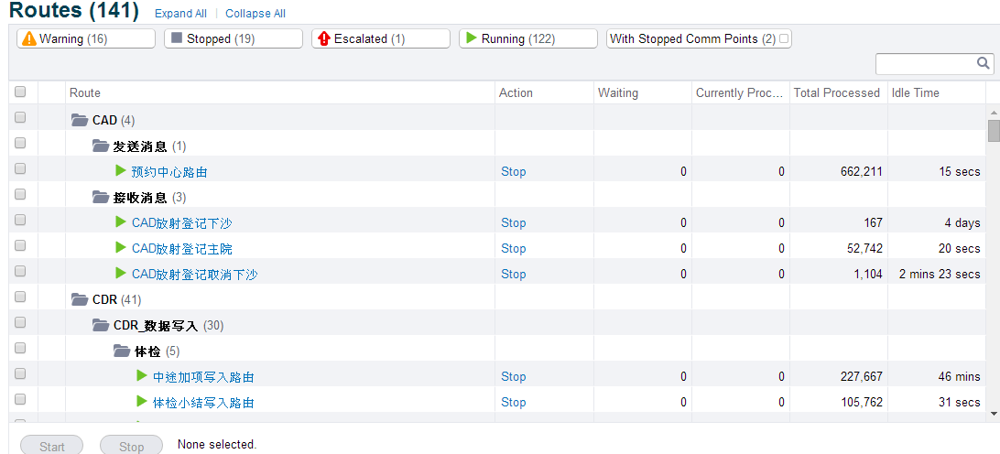 Routes (141) Expand All Collapse All
Warning (16) Stopped (19) Escalated (1) Running (122) With Stopped Comm Points (2)
Route Action Waiting Currently Proc... Total Processed Idle Time
CAD (4)
发送消息 (1)
预约中心路由 Stop 0 0 662,211 15 secs
接收消息 (3)
CAD放射登记下沙 Stop 0 0 167 4 days
CAD放射登记主院 Stop 0 0 52,742 20 secs
CAD放射登记取消下沙 Stop 0 0 1,104 2 mins 23 secs
CDR (41)
CDR_数据写入 (30)
体检 (5)
中途加项写入路由 Stop 0 0 227,667 46 mins
体检小结写入路由 Stop 0 0 105,762 31 secs
Start Stop None selected.